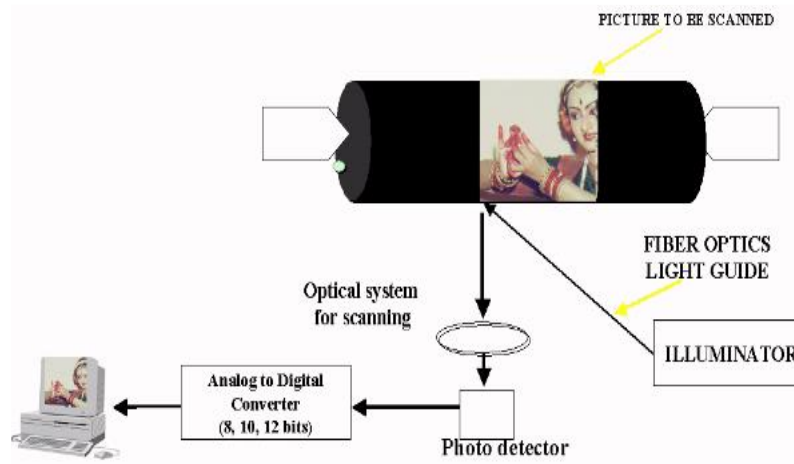 PICTURE TO BE SCANNED
FIBER OPTICS
LIGHT GUIDE
Optical system
for scanning
ILLUMINATOR
Analog to Digital
Converter
(8, 10, 12 bits)
Photo detector